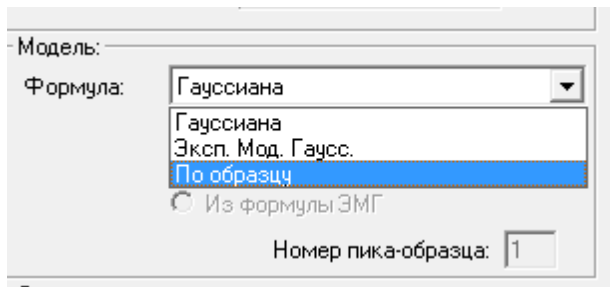 Модель:
Формула: Гауссиана
Гауссиана
Эксп. Мод. Гаусс.
По образцу
Из формулы ЭМГ
Номер пика-образца: 1